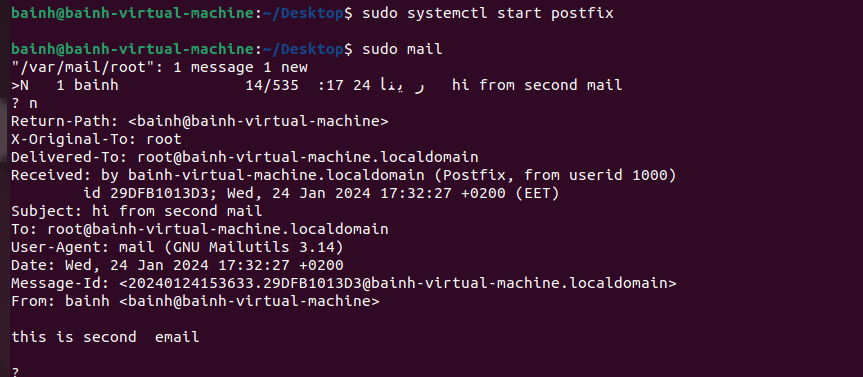 bainh@bainh-virtual-machine:~/Desktop$ sudo systemctl start postfix
bainh@bainh-virtual-machine:~/Desktop$ sudo mail
"/var/mail/root": 1 message 1 new
>N   1 bainh              14/535  :17 24 ر ينا   hi from second mail
? n
Return-Path: <bainh@bainh-virtual-machine>
X-Original-To: root
Delivered-To: root@bainh-virtual-machine.localdomain
Received: by bainh-virtual-machine.localdomain (Postfix, from userid 1000)
        id 29DFB1013D3; Wed, 24 Jan 2024 17:32:27 +0200 (EET)
Subject: hi from second mail
To: root@bainh-virtual-machine.localdomain
User-Agent: mail (GNU Mailutils 3.14)
Date: Wed, 24 Jan 2024 17:32:27 +0200
Message-Id: <20240124153633.29DFB1013D3@bainh-virtual-machine.localdomain>
From: bainh <bainh@bainh-virtual-machine>
this is second  email
?